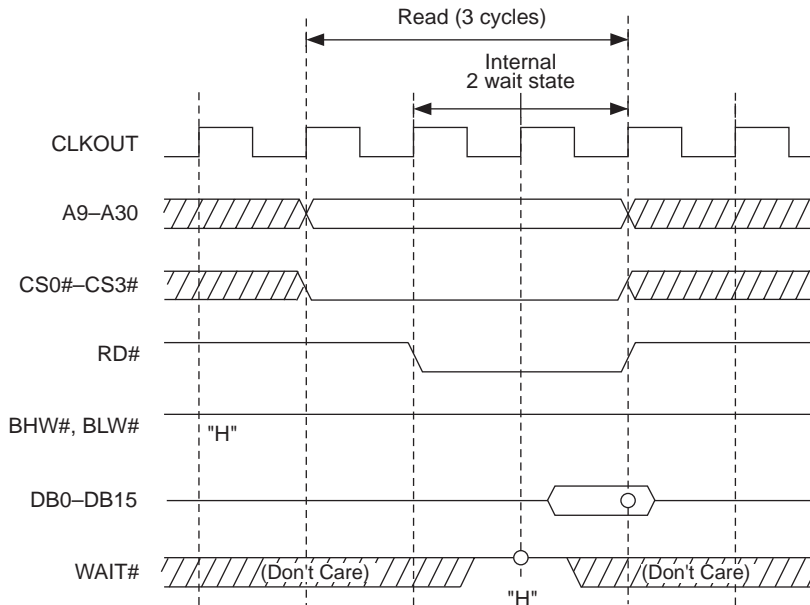 Read (3 cycles)
Internal
2 wait state
CLKOUT
A9–A30
CS0#–CS3#
RD#
BHW#, BLW#
"H"
DB0–DB15
WAIT#
(Don't Care)
(Don't Care)
"H"